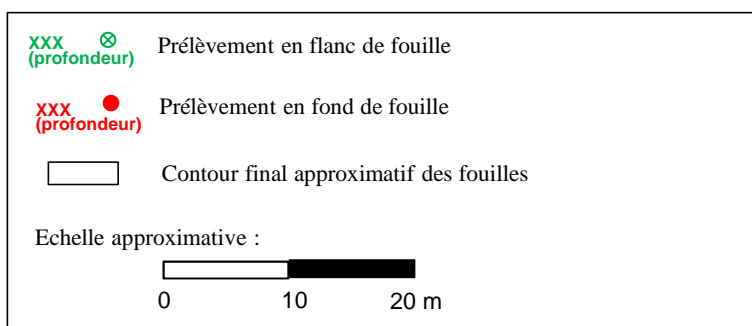 XXX
(profondeur)
Prélèvement en flanc de fouille
XXX
(profondeur)
Prélèvement en fond de fouille
Contour final approximatif des fouilles
Echelle approximative :
0 10 20 m